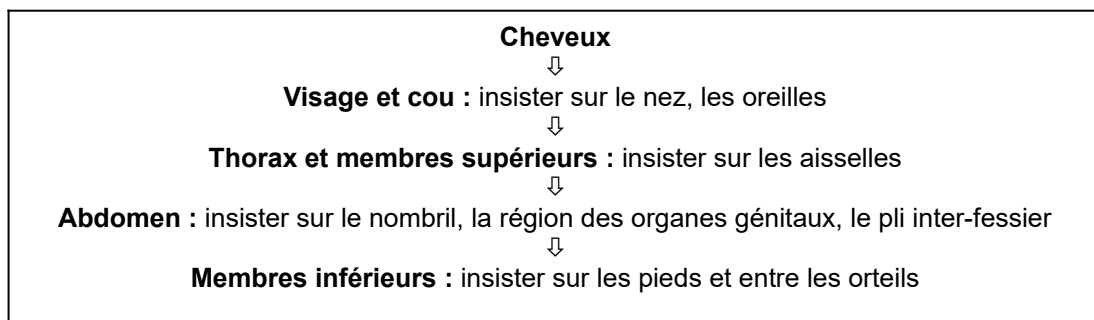 Cheveux
⇩
Visage et cou : insister sur le nez, les oreilles
⇩
Thorax et membres supérieurs : insister sur les aisselles
⇩
Abdomen : insister sur le nombril, la région des organes génitaux, le pli inter-fessier
⇩
Membres inférieurs : insister sur les pieds et entre les orteils